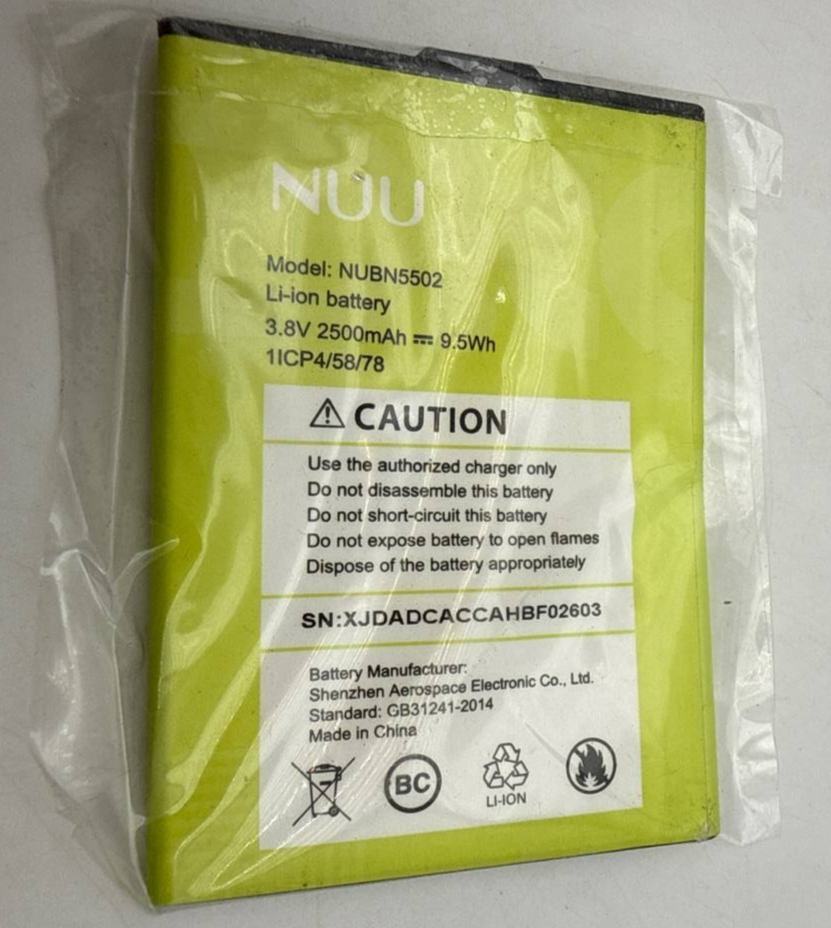 NUU
Model: NUBN5502
Li-ion battery
3.8V 2500mAh ⎓ 9.5Wh
1ICP4/58/78
⚠ CAUTION
Use the authorized charger only
Do not disassemble this battery
Do not short-circuit this battery
Do not expose battery to open flames
Dispose of the battery appropriately
SN:XJDADCACCAHBF02603
Battery Manufacturer:
Shenzhen Aerospace Electronic Co., Ltd.
Standard: GB31241-2014
Made in China
BC
LI-ION